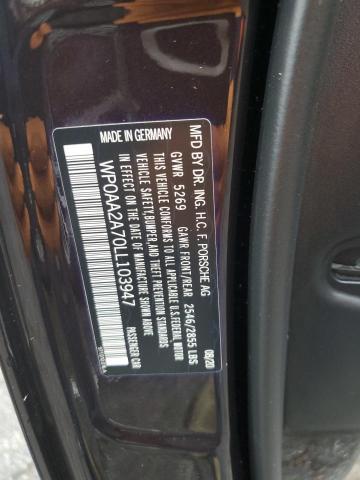 MFD BY DR. ING. H.C. F. PORSCHE AG
GVWR 5269 GAWR FRONT/REAR 2546/2855 LBS 08/20
THIS VEHICLE CONFORMS TO ALL APPLICABLE U.S. FEDERAL MOTOR
VEHICLE SAFETY, BUMPER, AND THEFT PREVENTION STANDARDS
IN EFFECT ON THE DATE OF MANUFACTURE SHOWN ABOVE
MADE IN GERMANY
WP0AA2A70LL103947 PASSENGER CAR